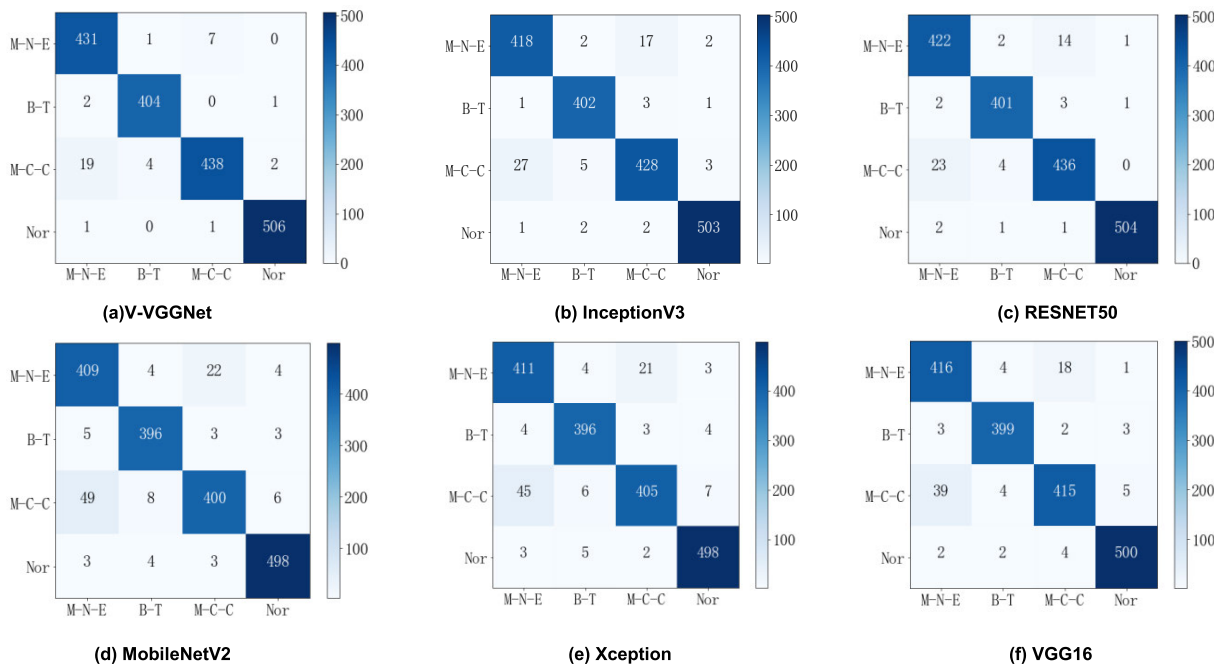 500
M-N-E 431 1 7 0
400
B-T 2 404 0 1
300
200
M-C-C 19 4 438 2
100
Nor 1 0 1 506
0
M-N-E B-T M-C-C Nor
(a)V-VGGNet
500
M-N-E 418 2 17 2
400
B-T 1 402 3 1
300
M-C-C 27 5 428 3
200
100
Nor 1 2 2 503
M-N-E B-T M-C-C Nor
(b) InceptionV3
500
M-N-E 422 2 14 1
400
B-T 2 401 3 1
300
200
M-C-C 23 4 436 0
100
Nor 2 1 1 504
0
M-N-E B-T M-C-C Nor
(c) RESNET50
M-N-E 409 4 22 4
400
B-T 5 396 3 3
300
M-C-C 49 8 400 6
200
100
Nor 3 4 3 498
M-N-E B-T M-C-C Nor
(d) MobileNetV2
M-N-E 411 4 21 3
400
B-T 4 396 3 4
300
M-C-C 45 6 405 7
200
100
Nor 3 5 2 498
M-N-E B-T M-C-C Nor
(e) Xception
500
M-N-E 416 4 18 1
400
B-T 3 399 2 3
300
M-C-C 39 4 415 5
200
100
Nor 2 2 4 500
M-N-E B-T M-C-C Nor
(f) VGG16